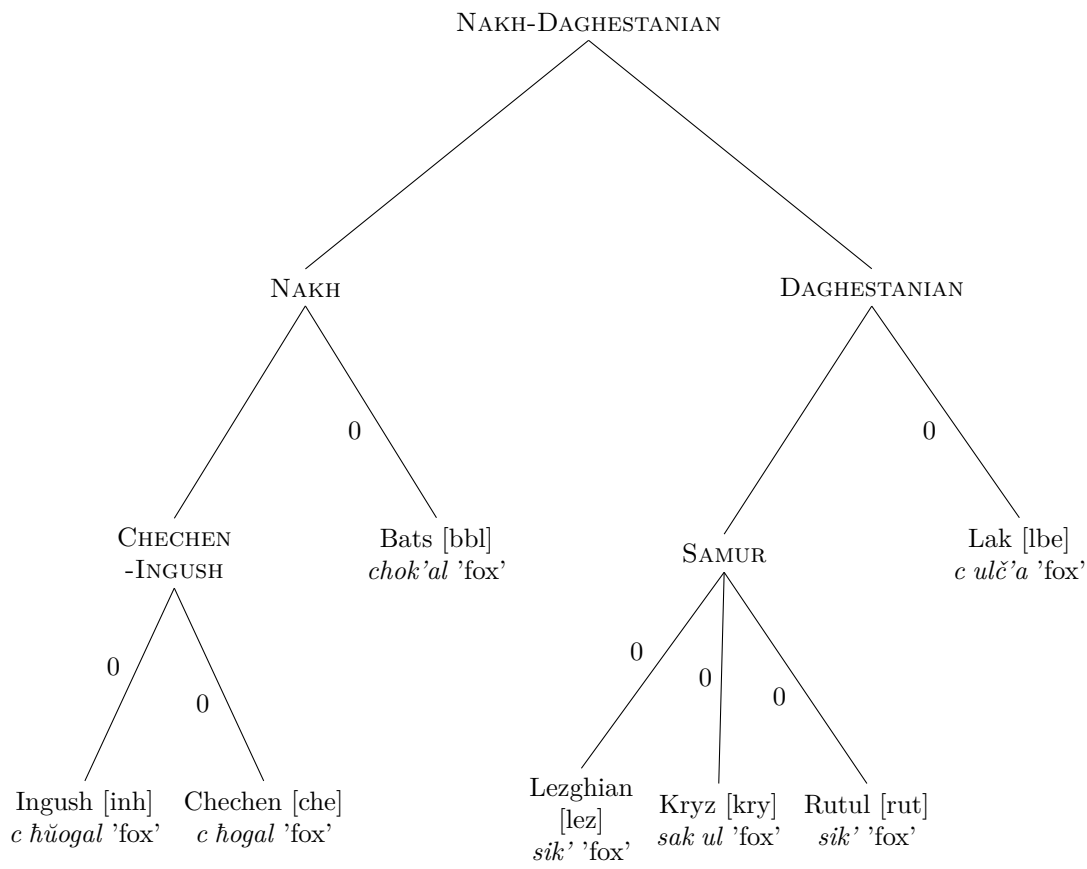 NAKH-DAGHESTANIAN
NAKH
DAGHESTANIAN
0
0
CHECHEN
-INGUSH
Bats [bbl]
chok'al 'fox'
SAMUR
Lak [lbe]
c ulč'a 'fox'
0
0
0
0
0
Ingush [inh]
c ħŭogal 'fox'
Chechen [che]
c ħogal 'fox'
Lezghian
[lez]
sik' 'fox'
Kryz [kry]
sak ul 'fox'
Rutul [rut]
sik' 'fox'